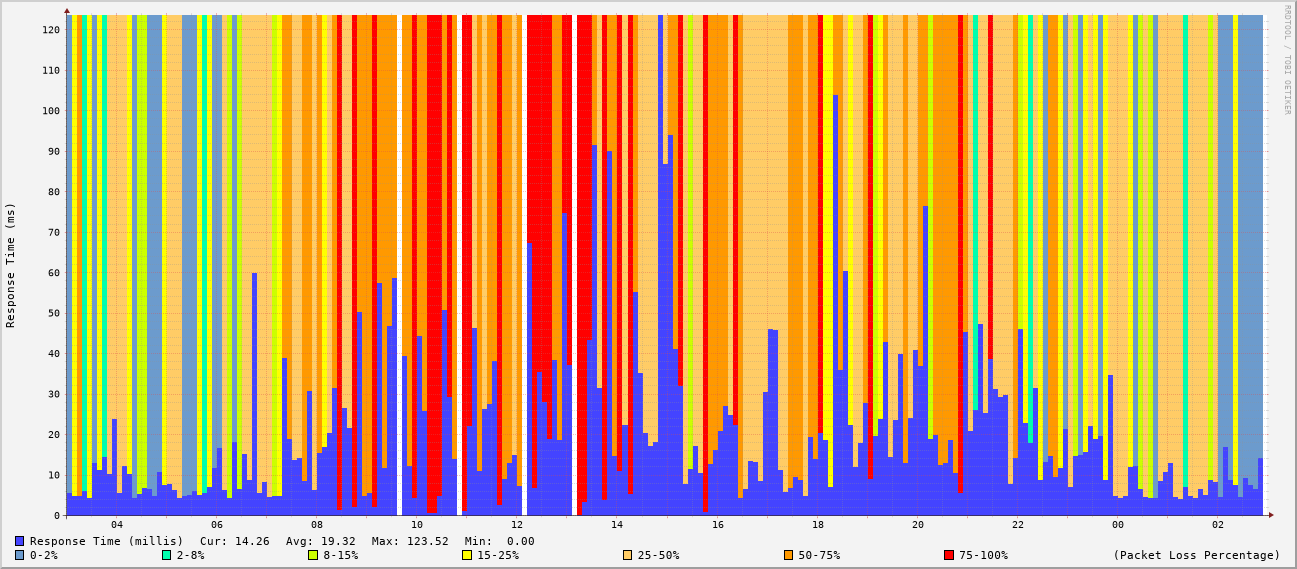 RRDTOOL / TOBI OETIKER
Response Time (ms)
120
110
100
90
80
70
60
50
40
30
20
10
0
04 06 08 10 12 14 16 18 20 22 00 02
Response Time (millis) Cur: 14.26 Avg: 19.32 Max: 123.52 Min: 0.00
0-2% 2-8% 8-15% 15-25% 25-50% 50-75% 75-100% (Packet Loss Percentage)